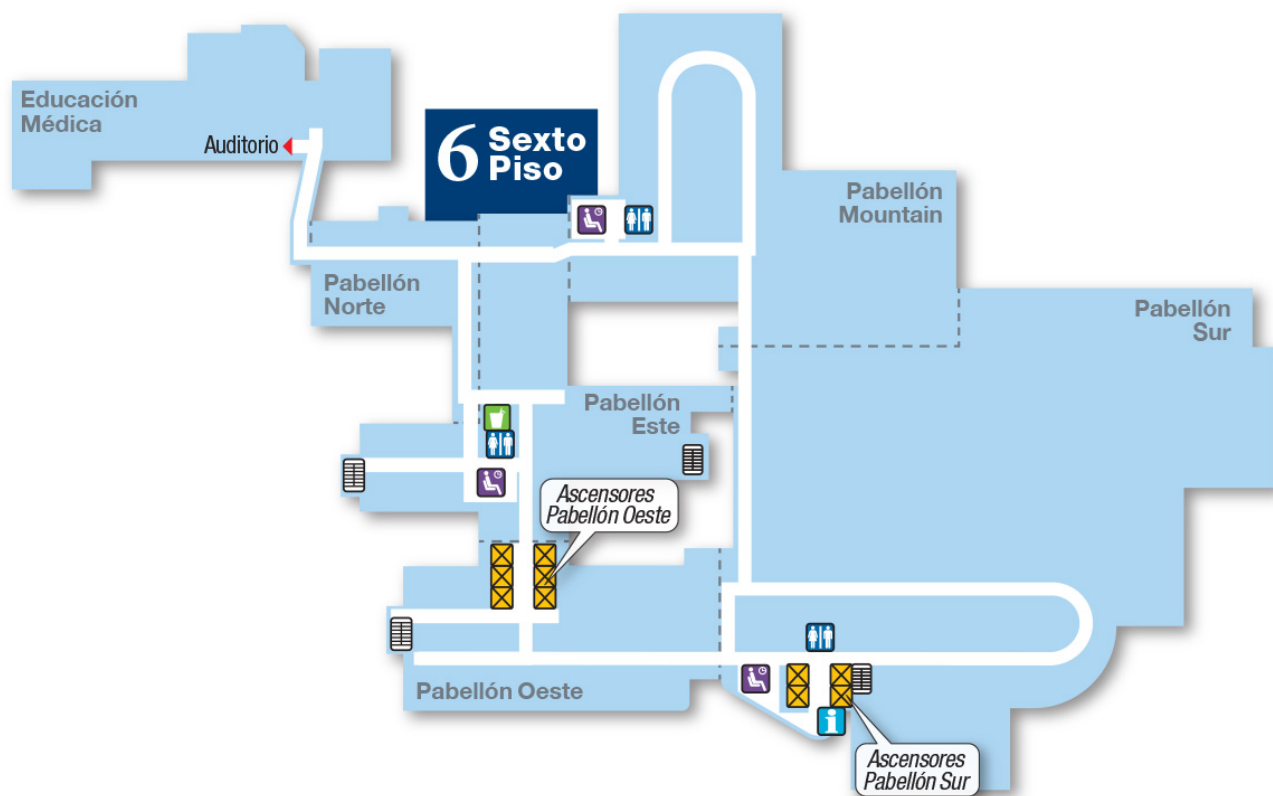 Educación
Médica
Auditorio
6 Sexto
Piso
Pabellón
Mountain
Pabellón
Norte
Pabellón
Sur
Pabellón
Este
Ascensores
Pabellón Oeste
Pabellón Oeste
i
Ascensores
Pabellón Sur